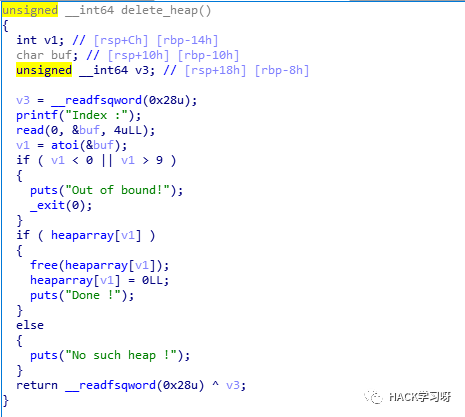 unsigned __int64 delete_heap()
{
  int v1; // [rsp+Ch] [rbp-14h]
  char buf; // [rsp+10h] [rbp-10h]
  unsigned __int64 v3; // [rsp+18h] [rbp-8h]

  v3 = __readfsqword(0x28u);
  printf("Index :");
  read(0, &buf, 4uLL);
  v1 = atoi(&buf);
  if ( v1 < 0 || v1 > 9 )
  {
    puts("Out of bound!");
    _exit(0);
  }
  if ( heaparray[v1] )
  {
    free(heaparray[v1]);
    heaparray[v1] = 0LL;
    puts("Done !");
  }
  else
  {
    puts("No such heap !");
  }
  return __readfsqword(0x28u) ^ v3;
}
HACK学习呀